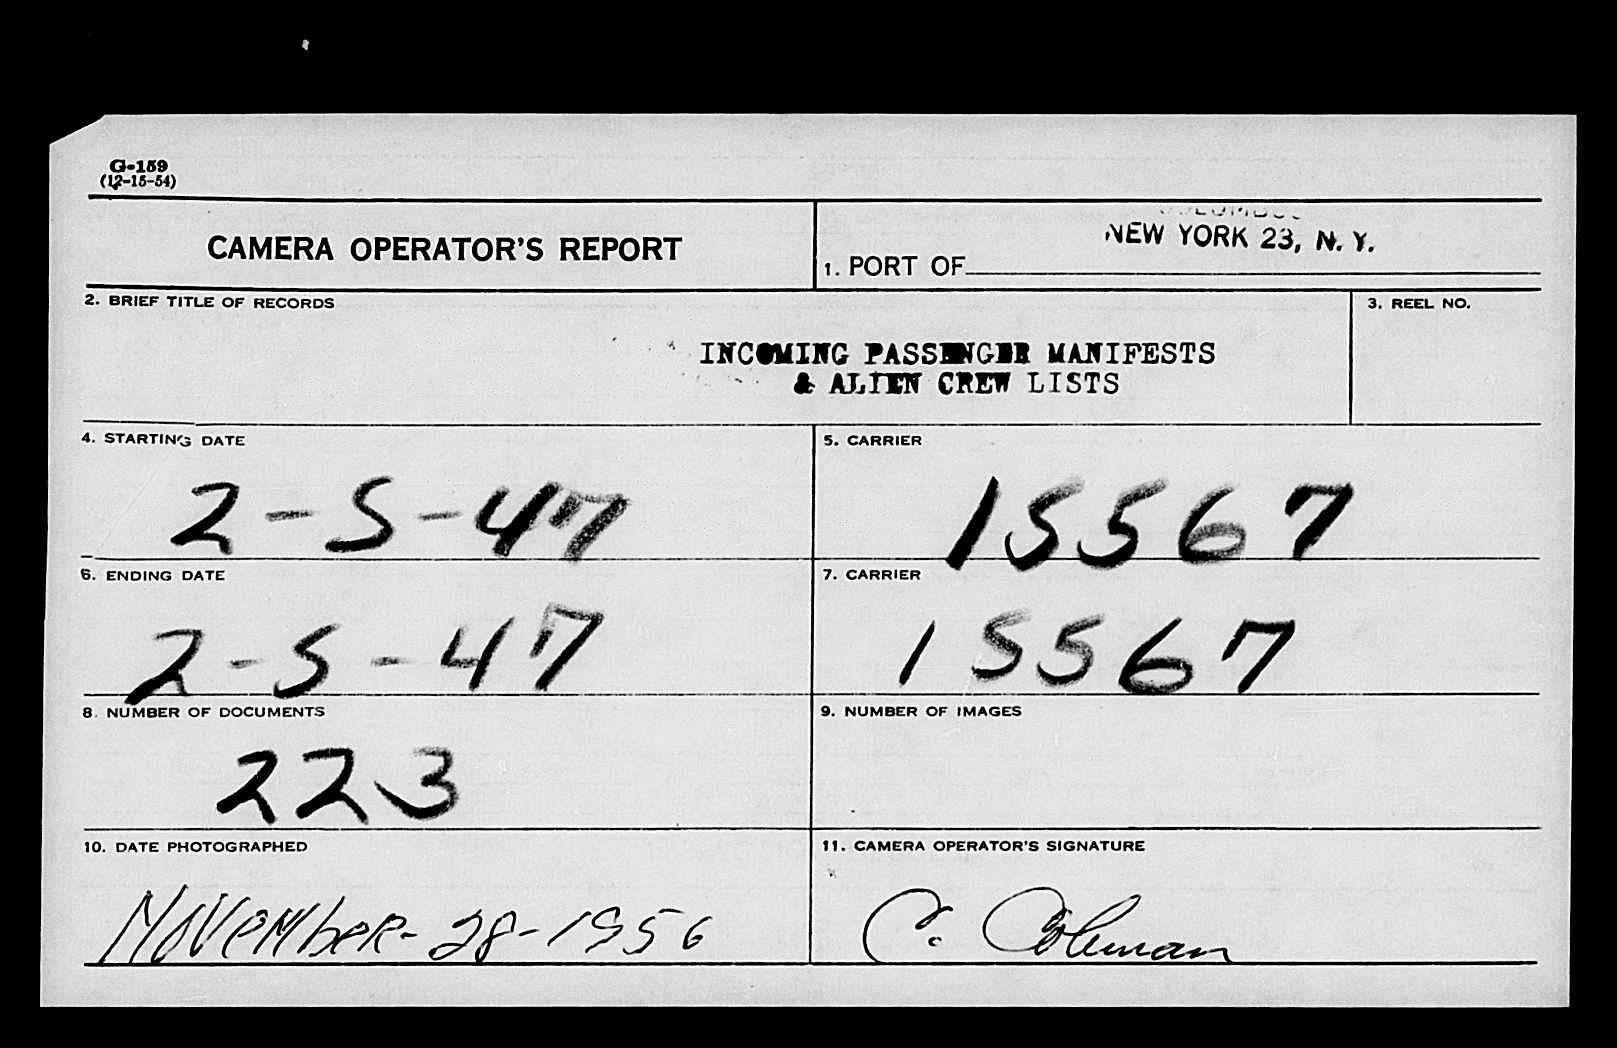 G-159
(12-15-54)
CAMERA OPERATOR'S REPORT
NEW YORK 23, N. Y.
1. PORT OF
2. BRIEF TITLE OF RECORDS
3. REEL NO.
INCOMING PASSENGER MANIFESTS
& ALIEN CREW LISTS
4. STARTING DATE
5. CARRIER
2-5-47
15567
6. ENDING DATE
7. CARRIER
2-5-47
15567
8. NUMBER OF DOCUMENTS
9. NUMBER OF IMAGES
223
10. DATE PHOTOGRAPHED
11. CAMERA OPERATOR'S SIGNATURE
November-28-1956
C. Coleman